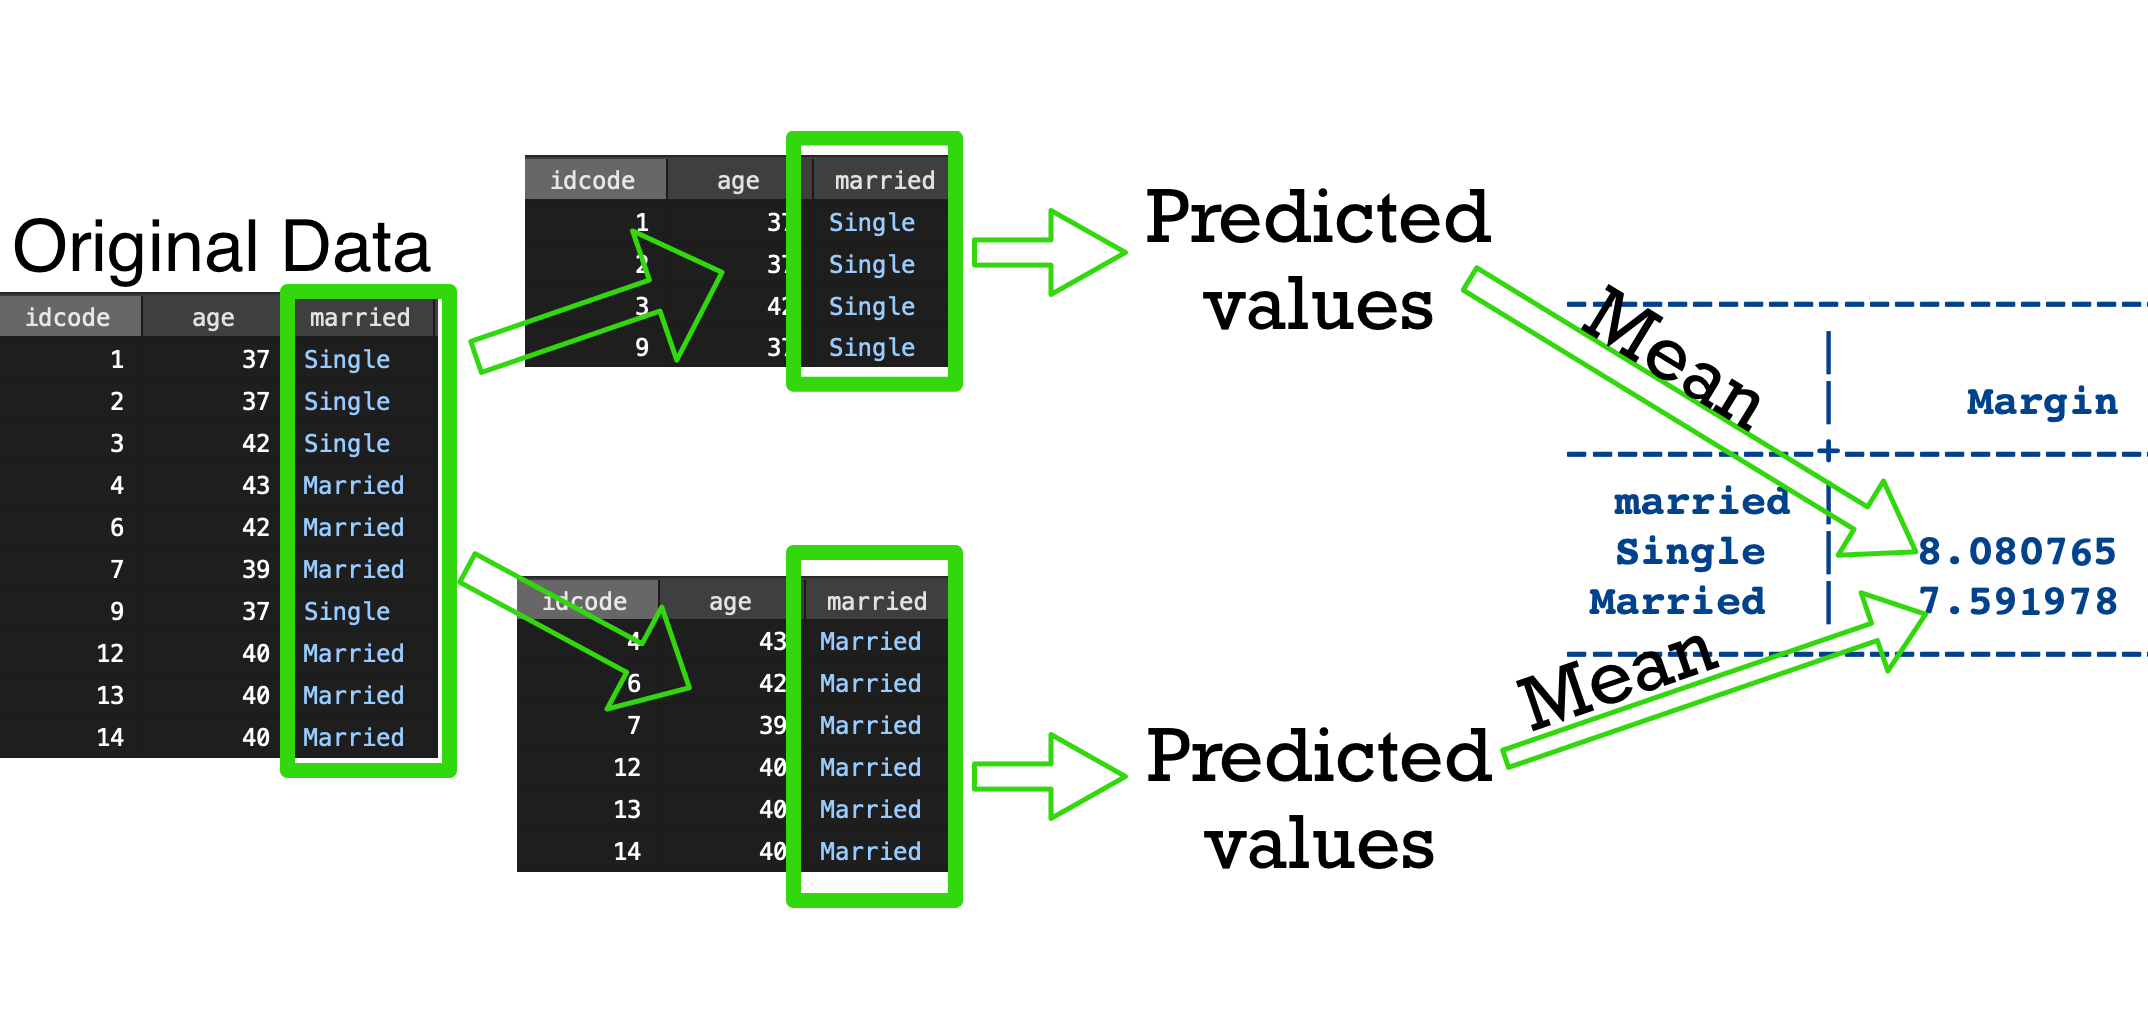 Original Data
idcode age married
1 37 Single
2 37 Single
3 42 Single
4 43 Married
6 42 Married
7 39 Married
9 37 Single
12 40 Married
13 40 Married
14 40 Married
idcode age married
1 37 Single
2 37 Single
3 42 Single
9 37 Single
idcode age married
4 43 Married
6 42 Married
7 39 Married
12 40 Married
13 40 Married
14 40 Married
Predicted
values
Predicted
values
Mean
Mean
Margin
married
Single 8.080765
Married 7.591978